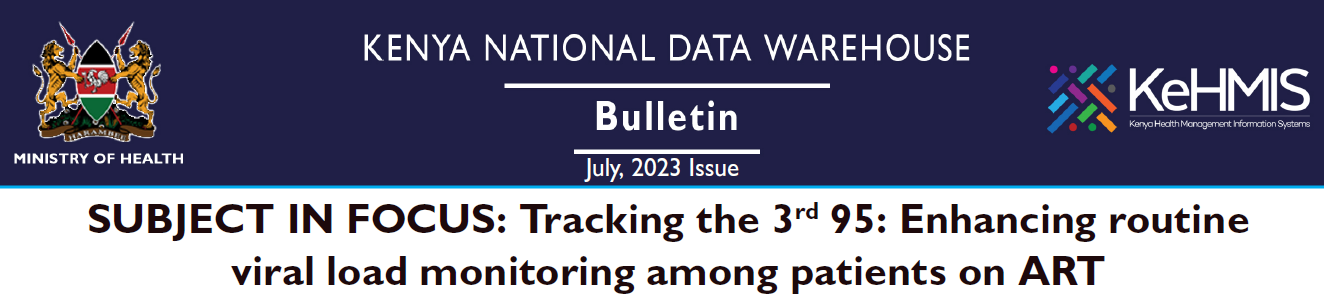 KENYA NATIONAL DATA WAREHOUSE
Bulletin
July, 2023 Issue
HARAMBEE
MINISTRY OF HEALTH
KeHMIS
Kenya Health Management Information Systems
SUBJECT IN FOCUS: Tracking the 3rd 95: Enhancing routine
viral load monitoring among patients on ART